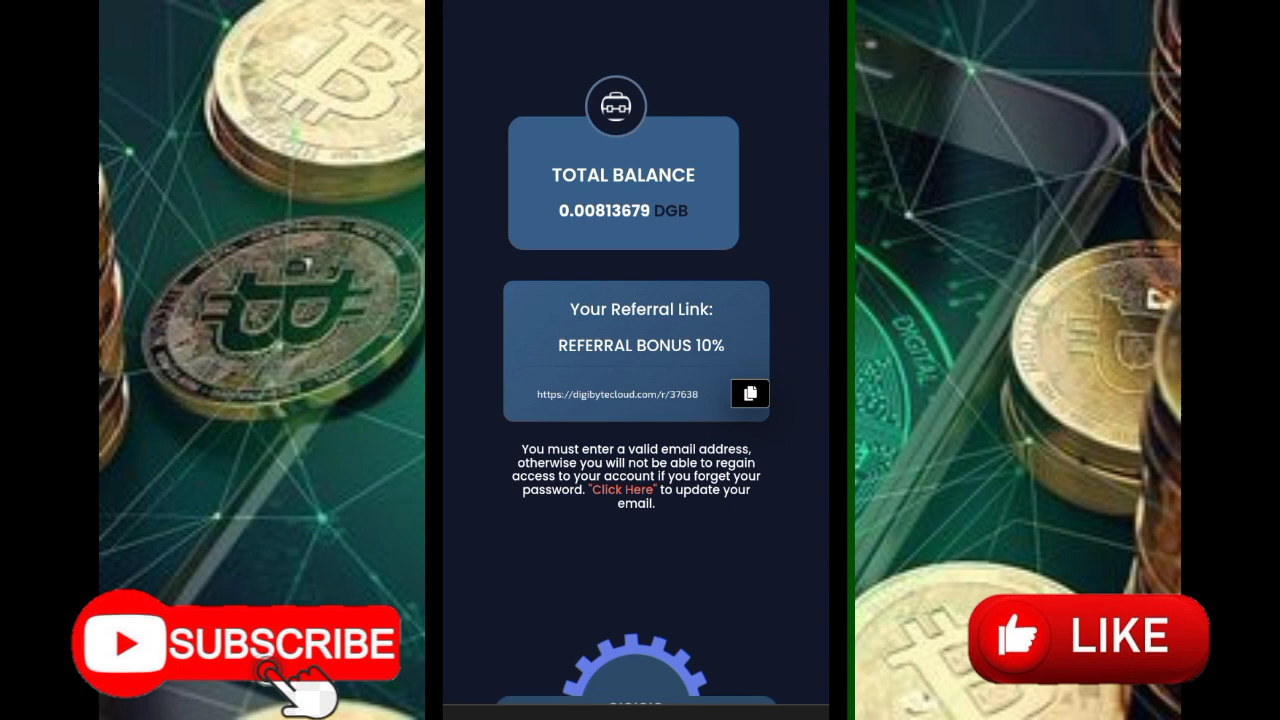 TOTAL BALANCE
0.00813679 DGB
Your Referral Link:
REFERRAL BONUS 10%
https://digibytecloud.com/r/37638
You must enter a valid email address,
otherwise you will not be able to regain
access to your account if you forget your
password. "Click Here" to update your
email.
SUBSCRIBE
LIKE
DIGITAL